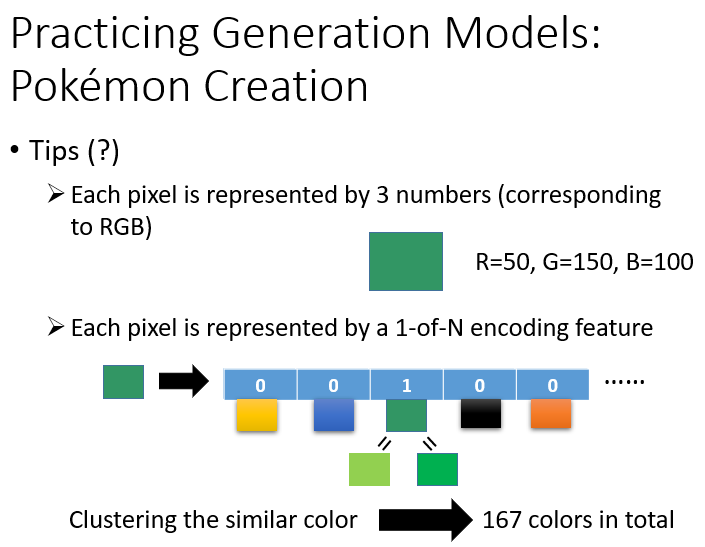 Practicing Generation Models:
Pokémon Creation
• Tips (?)
➢ Each pixel is represented by 3 numbers (corresponding
to RGB)
R=50, G=150, B=100
➢ Each pixel is represented by a 1-of-N encoding feature
0 0 1 0 0 ……
= =
Clustering the similar color 167 colors in total